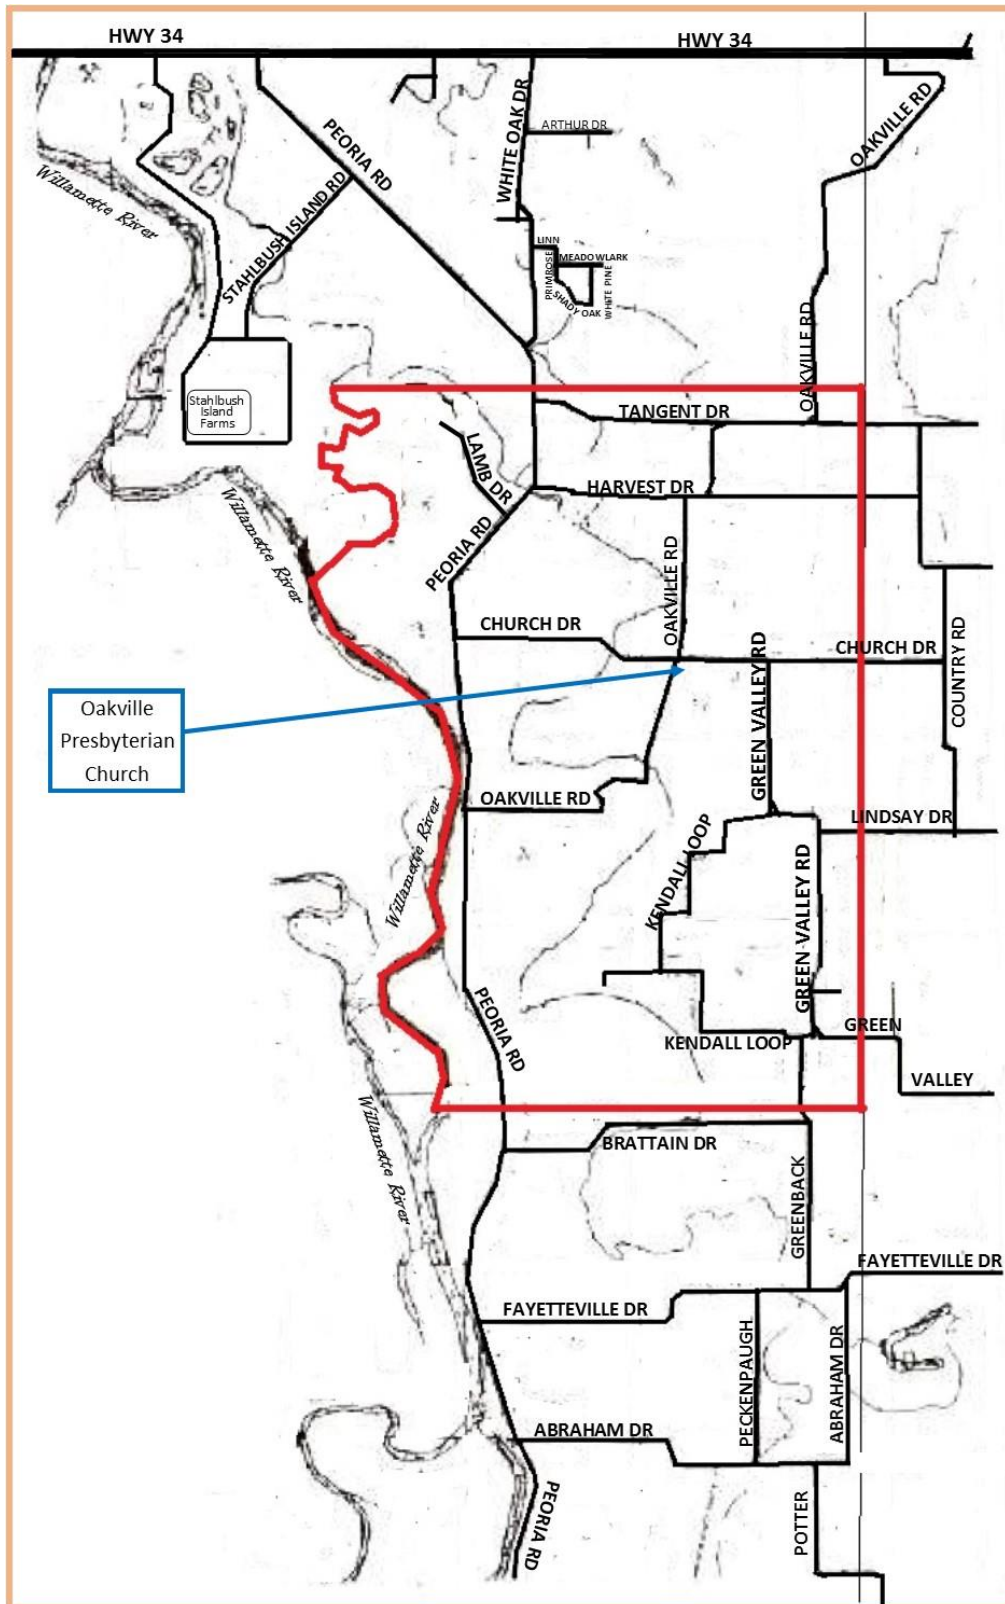 HWY 34
HWY 34
PEORIA RD
WHITE OAK DR
ARTHUR DR
OAKVILLE RD
Willamette River
STAHLBUSH ISLAND RD
LINN
MEADOWLARK
PRIMROSE
SHADY OAK
WHITE PINE
OAKVILLE RD
Stahlbush
Island
Farms
TANGENT DR
LAMB DR
HARVEST DR
Willamette River
PEORIA RD
OAKVILLE RD
CHURCH DR
GREEN VALLEY RD
CHURCH DR
COUNTRY RD
Oakville
Presbyterian
Church
OAKVILLE RD
LINDSAY DR
Willamette River
KENDALL LOOP
GREEN VALLEY RD
PEORIA RD
KENDALL LOOP
GREEN
VALLEY
Willamette River
BRATTAIN DR
GREENBACK
FAYETTEVILLE DR
FAYETTEVILLE DR
PECKENPAUGH
ABRAHAM DR
ABRAHAM DR
PEORIA RD
POTTER